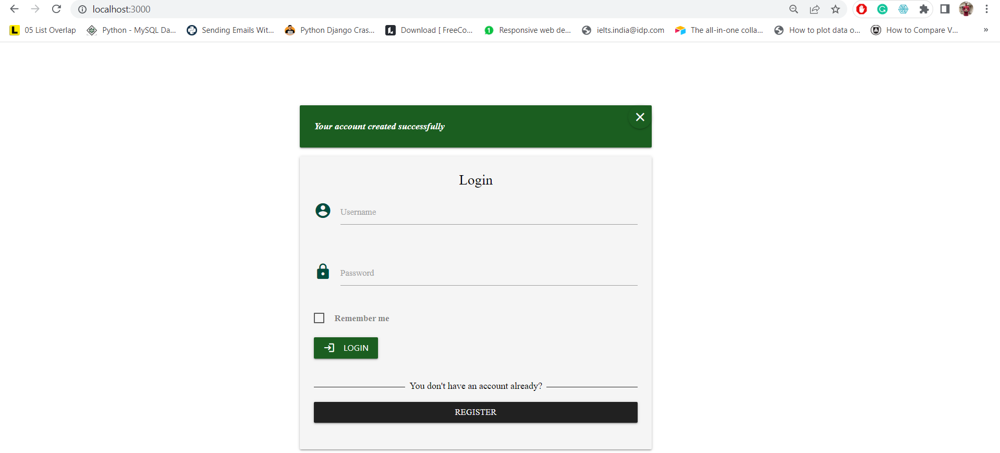 localhost:3000
05 List Overlap Python - MySQL Da... Sending Emails Wit... Python Django Cras... Download [ FreeCo... Responsive web de... ielts.india@idp.com The all-in-one colla... How to plot data o... How to Compare V... »
Your account created successfully
Login
Username
Password
Remember me
LOGIN
You don't have an account already?
REGISTER